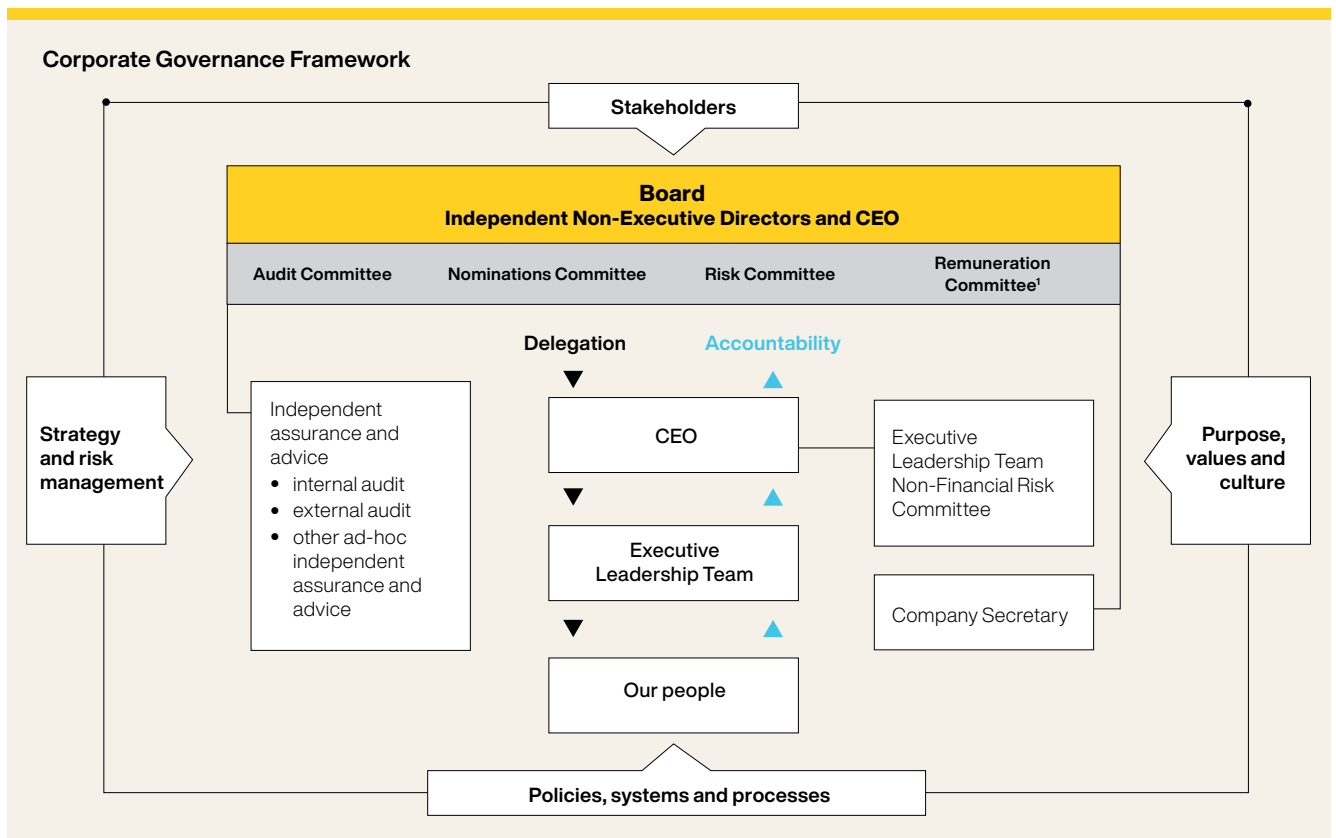 Corporate Governance Framework
Stakeholders
Board
Independent Non-Executive Directors and CEO
Audit Committee
Nominations Committee
Risk Committee
Remuneration
Committee¹
Delegation
Accountability
Strategy
and risk
management
Independent
assurance and
advice
• internal audit
• external audit
• other ad-hoc
independent
assurance and
advice
CEO
Executive
Leadership Team
Our people
Executive
Leadership Team
Non-Financial Risk
Committee
Company Secretary
Purpose,
values and
culture
Policies, systems and processes